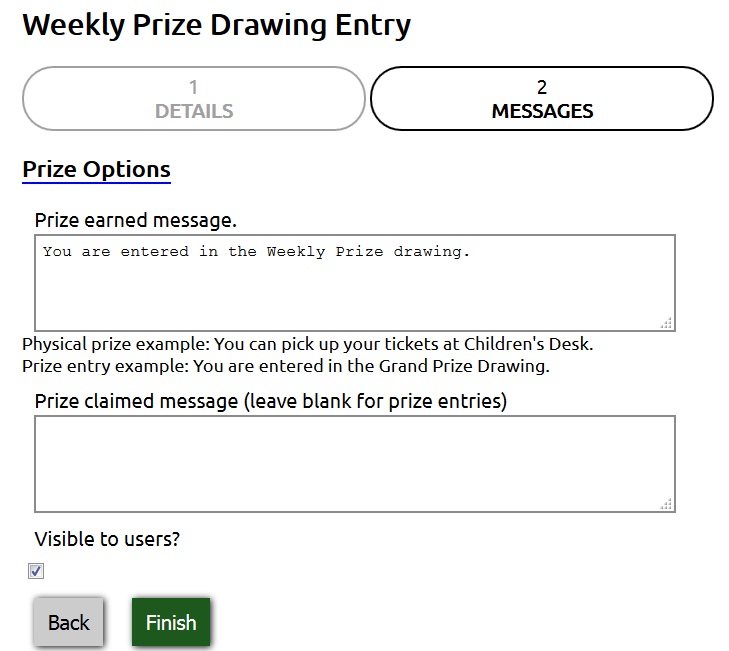 Weekly Prize Drawing Entry
1
DETAILS
2
MESSAGES
Prize Options
Prize earned message.
You are entered in the Weekly Prize drawing.
Physical prize example: You can pick up your tickets at Children's Desk.
Prize entry example: You are entered in the Grand Prize Drawing.
Prize claimed message (leave blank for prize entries)
Visible to users?
Back
Finish